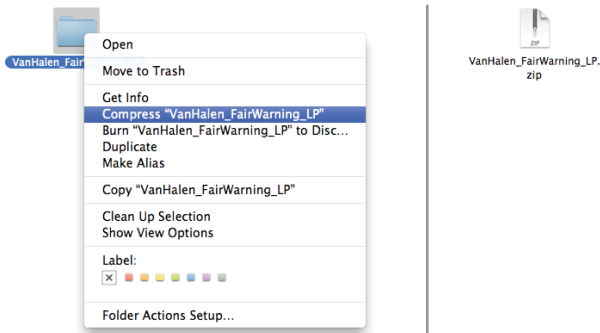 VanHalen_Fai
Open
Move to Trash
Get Info
Compress “VanHalen_FairWarning_LP”
Burn “VanHalen_FairWarning_LP” to Disc...
Duplicate
Make Alias
Copy “VanHalen_FairWarning_LP”
Clean Up Selection
Show View Options
Label:
Folder Actions Setup...
ZIP
VanHalen_FairWarning_LP.
zip